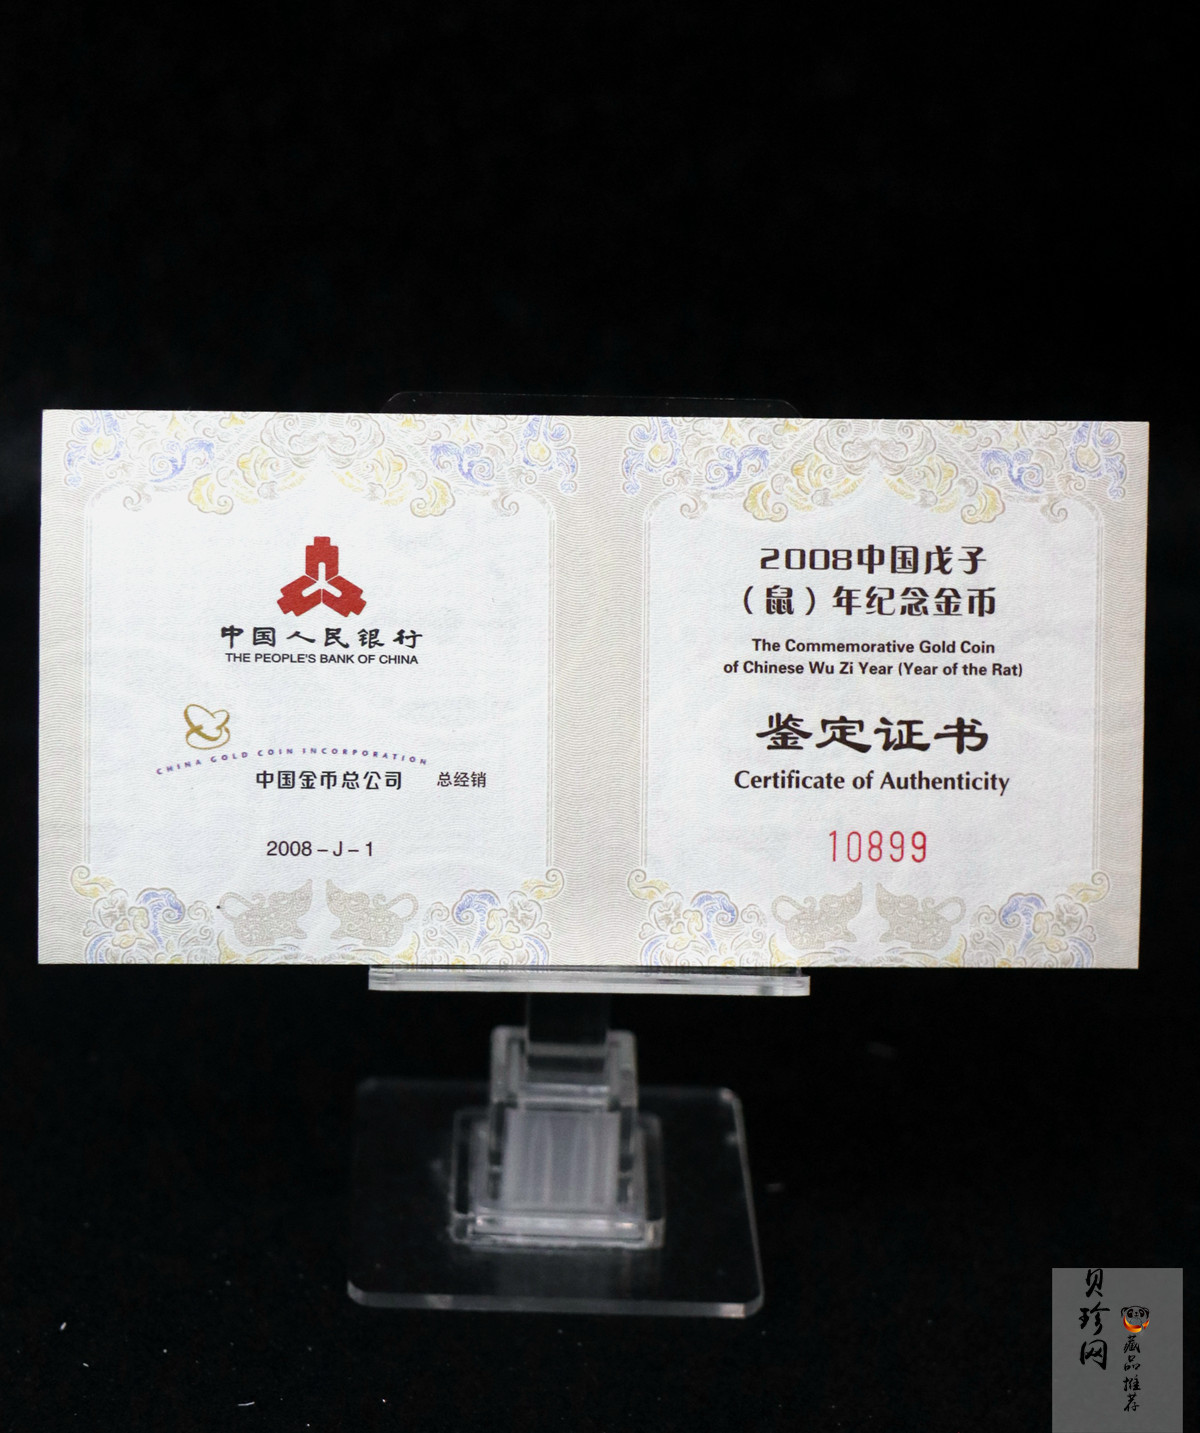 中国人民银行
THE PEOPLE'S BANK OF CHINA
CHINA GOLD COIN INCORPORATION
中国金币总公司 总经销
2008－J－1
2008中国戊子
（鼠）年纪念金币
The Commemorative Gold Coin
of Chinese Wu Zi Year (Year of the Rat)
鉴定证书
Certificate of Authenticity
10899
贝珍网
藏品推荐